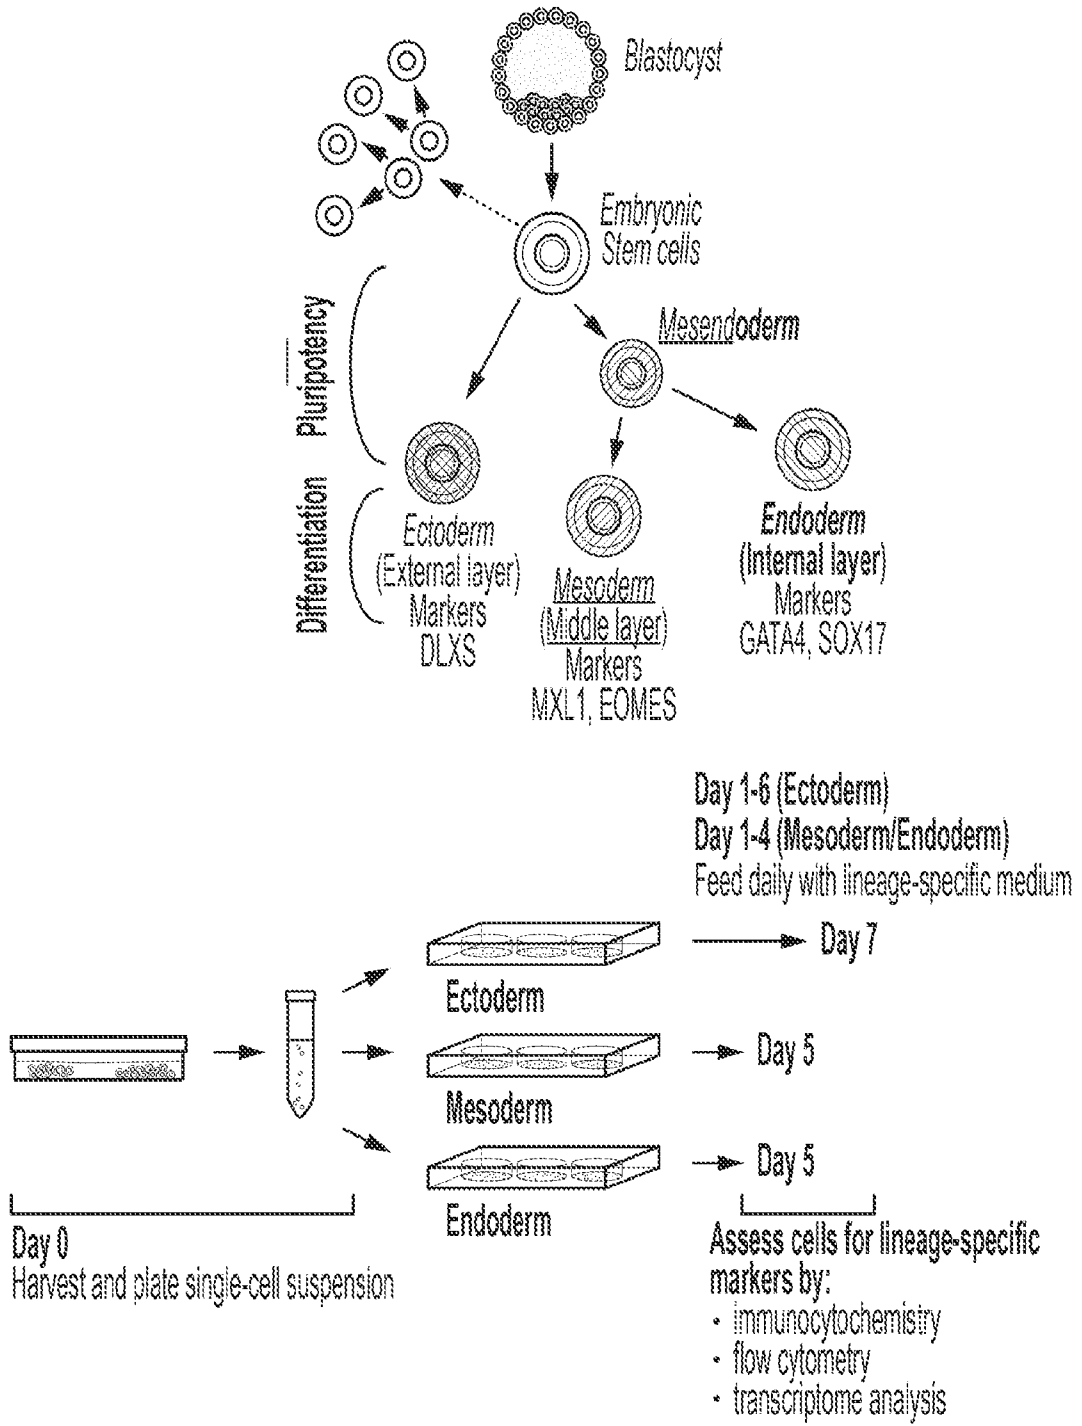 Blastocyst
Embryonic
Stem cells
Mesendoderm
Pluripotency
Differentiation
Ectoderm
(External layer)
Markers
DLXS
Mesoderm
(Middle layer)
Markers
MXL1, EOMES
Endoderm
(Internal layer)
Markers
GATA4, SOX17
Day 1-6 (Ectoderm)
Day 1-4 (Mesoderm/Endoderm)
Feed daily with lineage-specific medium
Day 7
Ectoderm
Day 5
Mesoderm
Day 5
Endoderm
Day 0
Harvest and plate single-cell suspension
Assess cells for lineage-specific
markers by:
• immunocytochemistry
• flow cytometry
• transcriptome analysis